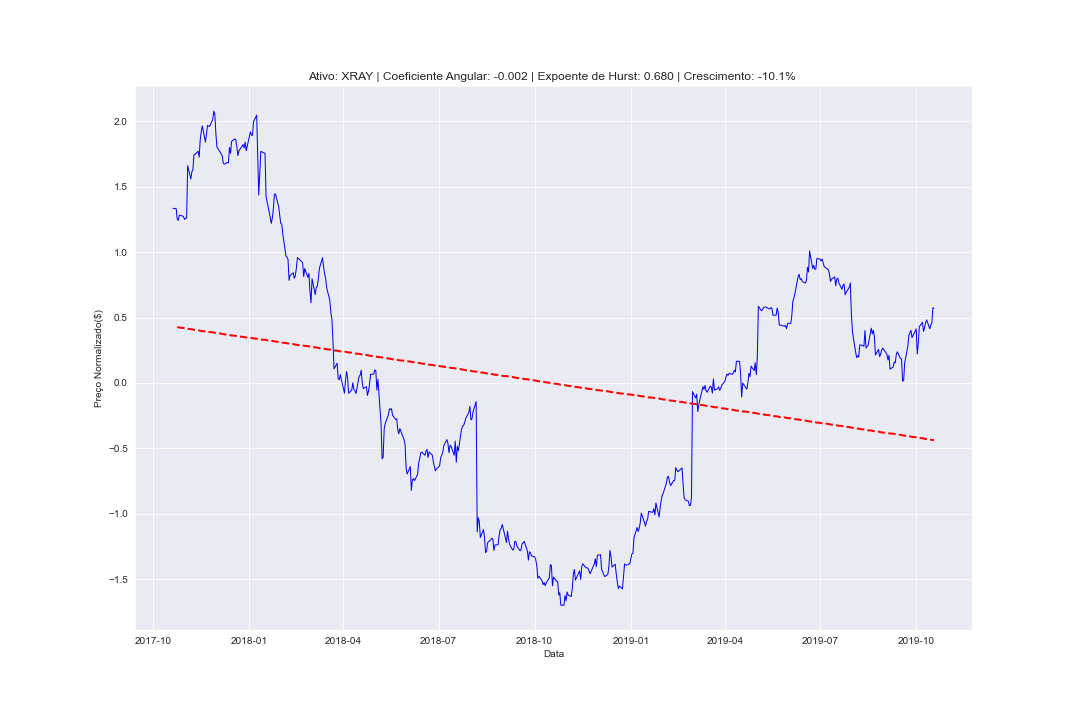 Ativo: XRAY | Coeficiente Angular: -0.002 | Expoente de Hurst: 0.680 | Crescimento: -10.1%
Preço Normalizado($)
2.0
1.5
1.0
0.5
0.0
−0.5
−1.0
−1.5
2017-10 2018-01 2018-04 2018-07 2018-10 2019-01 2019-04 2019-07 2019-10
Data